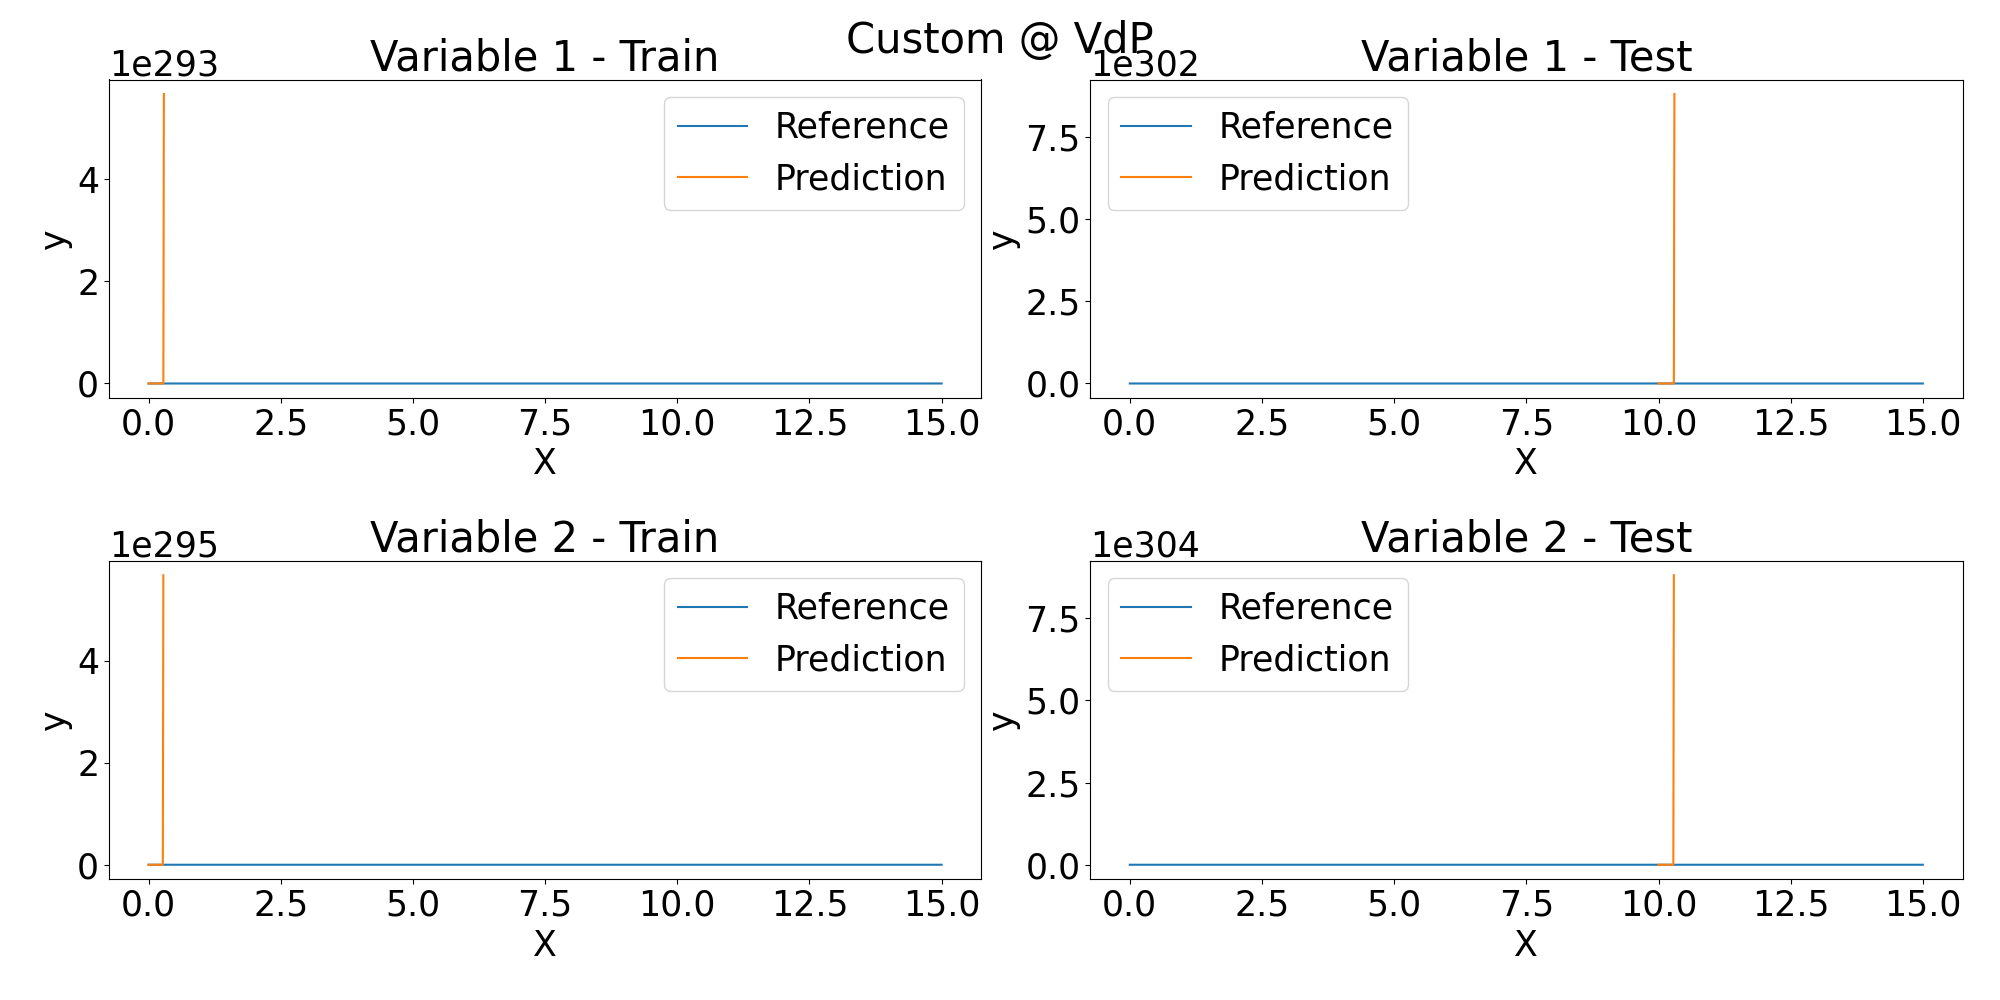 Custom @ VdP
Variable 1 - Train
1e293
y
4
2
0
Reference
Prediction
0.0 2.5 5.0 7.5 10.0 12.5 15.0
X
Variable 1 - Test
1e302
y
7.5
5.0
2.5
0.0
Reference
Prediction
0.0 2.5 5.0 7.5 10.0 12.5 15.0
X
Variable 2 - Train
1e295
y
4
2
0
Reference
Prediction
0.0 2.5 5.0 7.5 10.0 12.5 15.0
X
Variable 2 - Test
1e304
y
7.5
5.0
2.5
0.0
Reference
Prediction
0.0 2.5 5.0 7.5 10.0 12.5 15.0
X